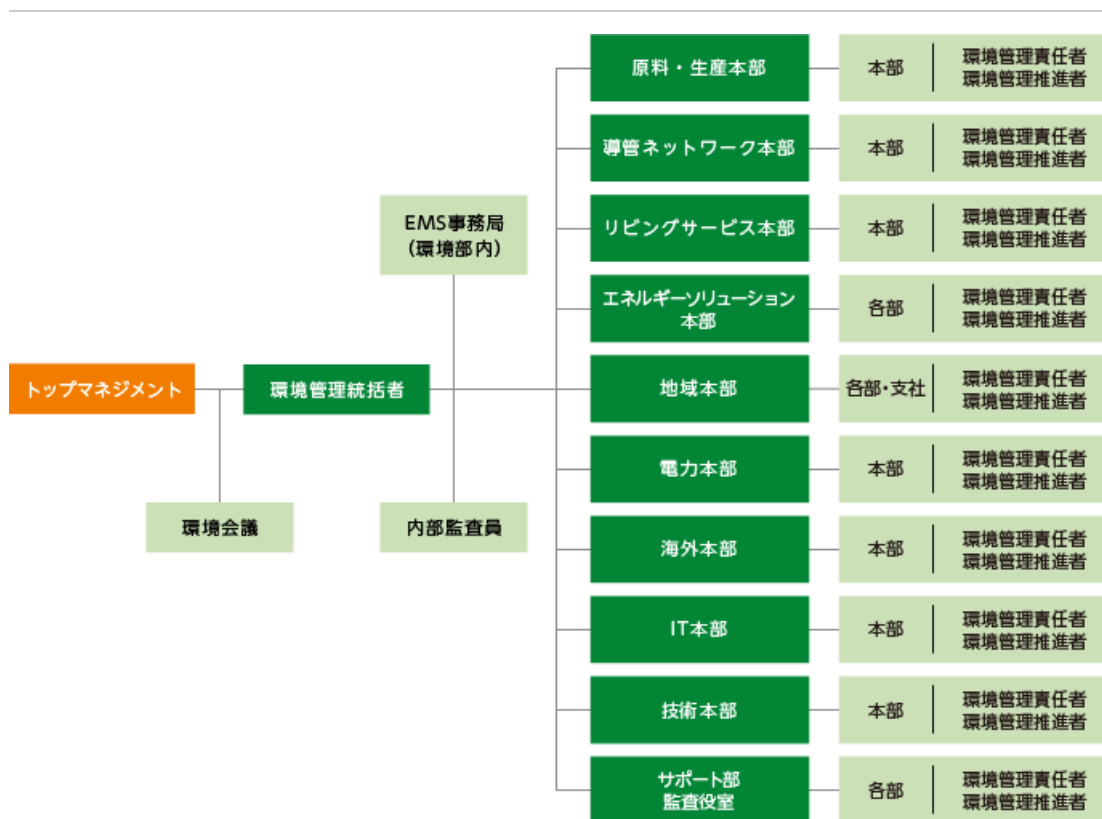 トップマネジメント
環境会議
環境管理統括者
EMS事務局
（環境部内）
内部監査員
原料・生産本部
本部
環境管理責任者
環境管理推進者
導管ネットワーク本部
本部
環境管理責任者
環境管理推進者
リビングサービス本部
本部
環境管理責任者
環境管理推進者
エネルギーソリューション
本部
各部
環境管理責任者
環境管理推進者
地域本部
各部・支社
環境管理責任者
環境管理推進者
電力本部
本部
環境管理責任者
環境管理推進者
海外本部
本部
環境管理責任者
環境管理推進者
IT本部
本部
環境管理責任者
環境管理推進者
技術本部
本部
環境管理責任者
環境管理推進者
サポート部
監査役室
各部
環境管理責任者
環境管理推進者